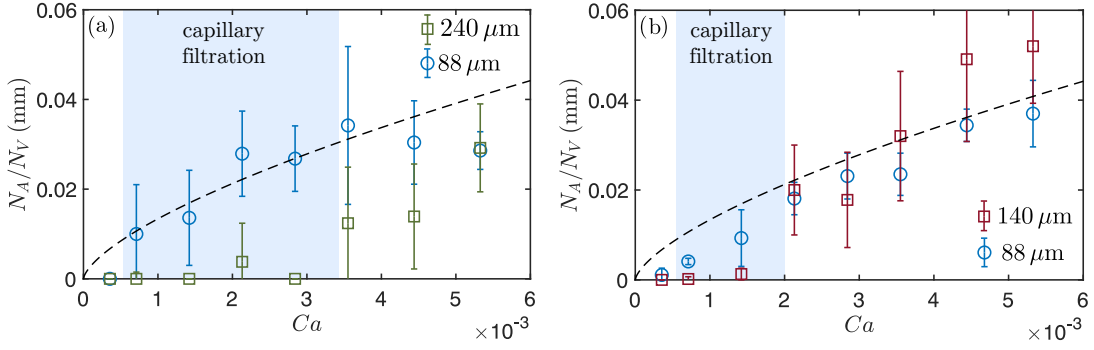 (a)
capillary
filtration
240 μm
88 μm
N_A/N_V (mm)
0.06
0.04
0.02
0
0 1 2 3 4 5 6
Ca
×10⁻³
(b)
capillary
filtration
140 μm
88 μm
N_A/N_V (mm)
0.06
0.04
0.02
0.00
0 1 2 3 4 5 6
Ca
×10⁻³